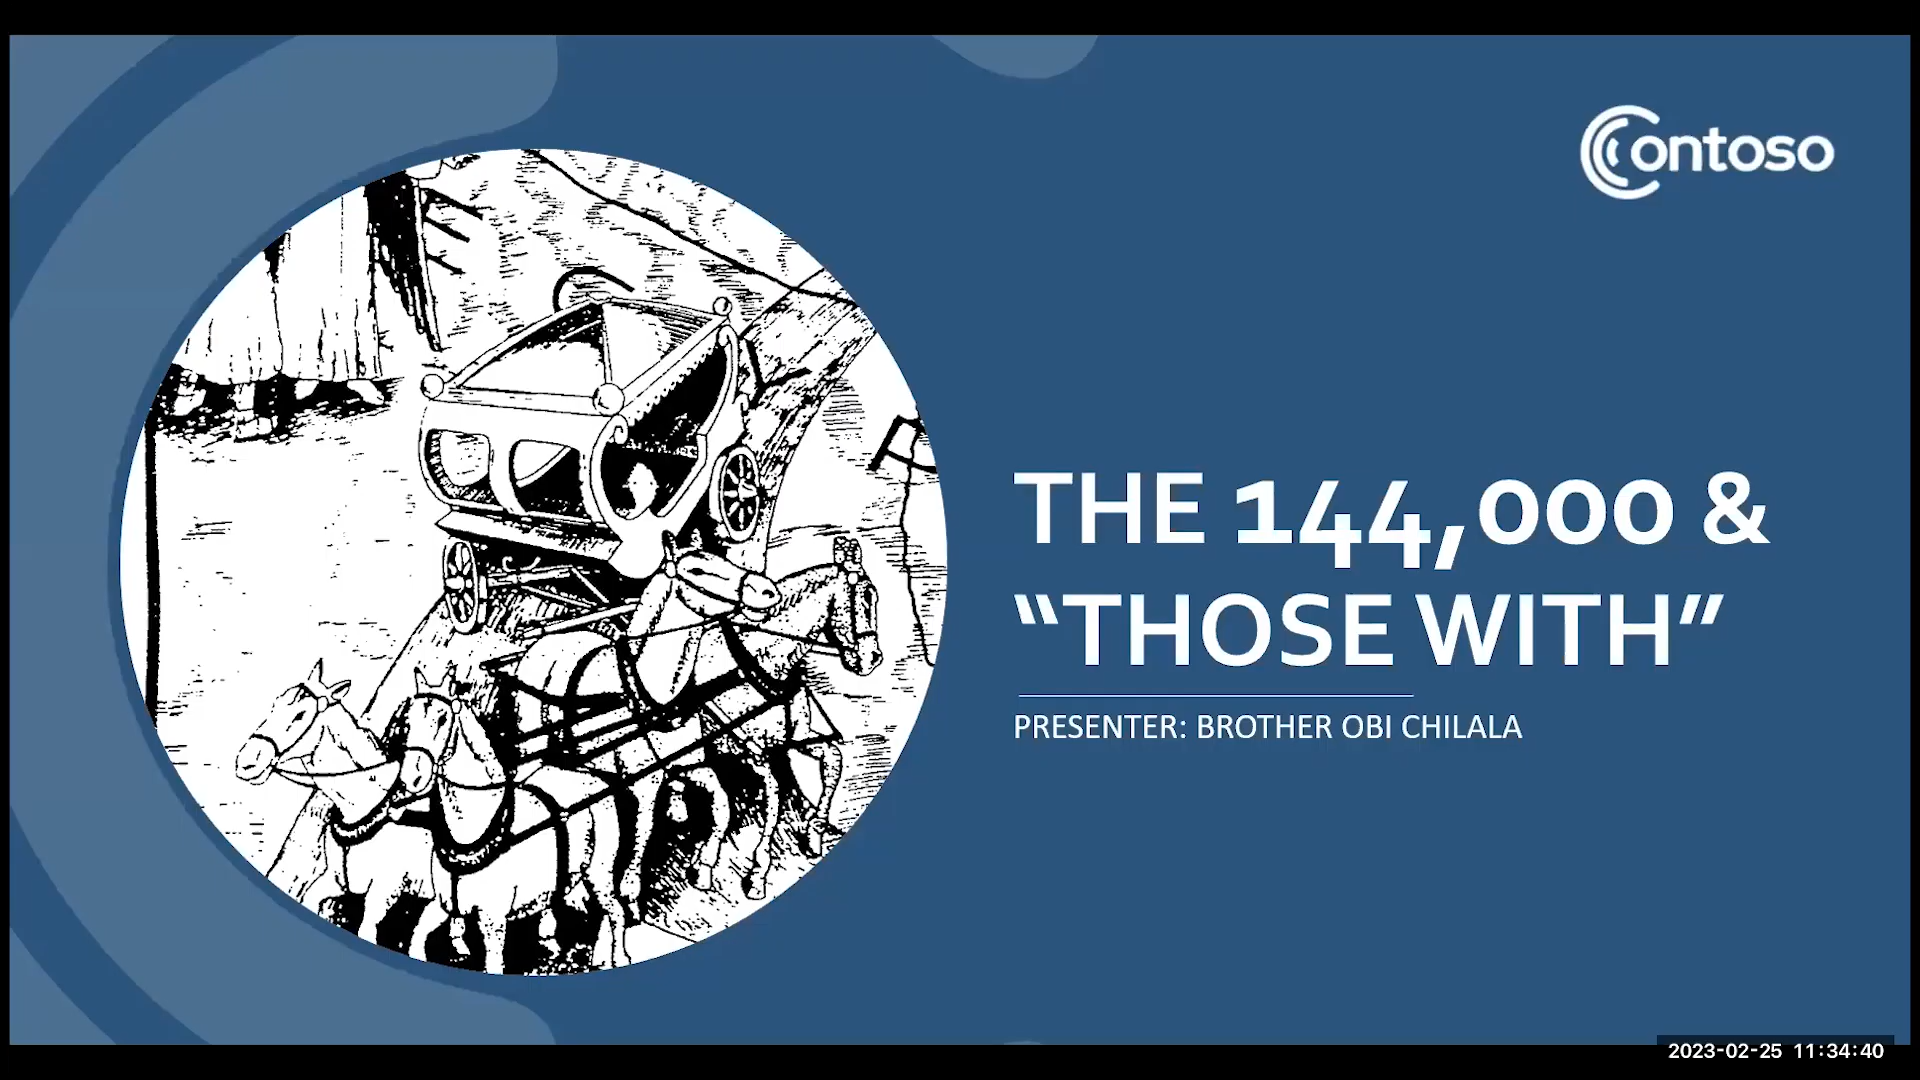 Contoso
THE 144,000 &
“THOSE WITH”
PRESENTER: BROTHER OBI CHILALA
2023-02-25 11:34:40